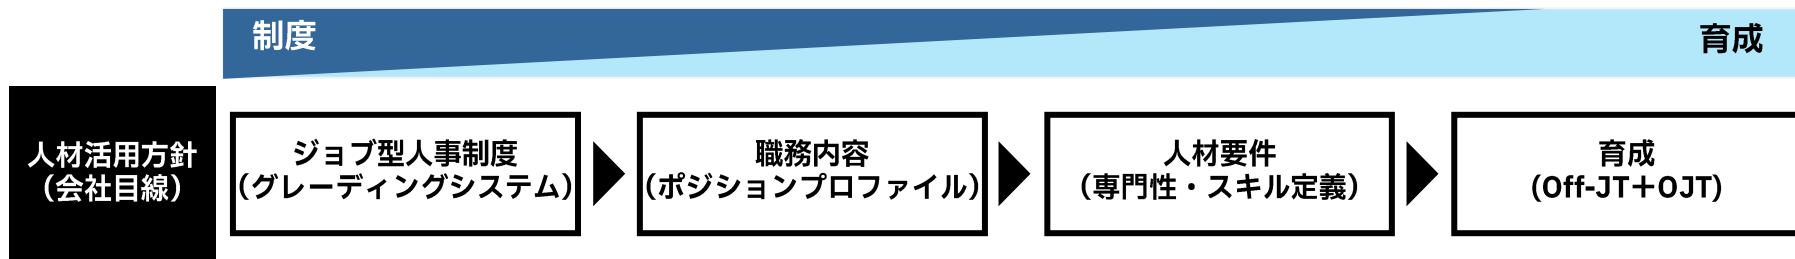 制度
育成
人材活用方針
（会社目線）
ジョブ型人事制度
（グレーディングシステム）
職務内容
（ポジションプロファイル）
人材要件
（専門性・スキル定義）
育成
(Off-JT＋OJT)